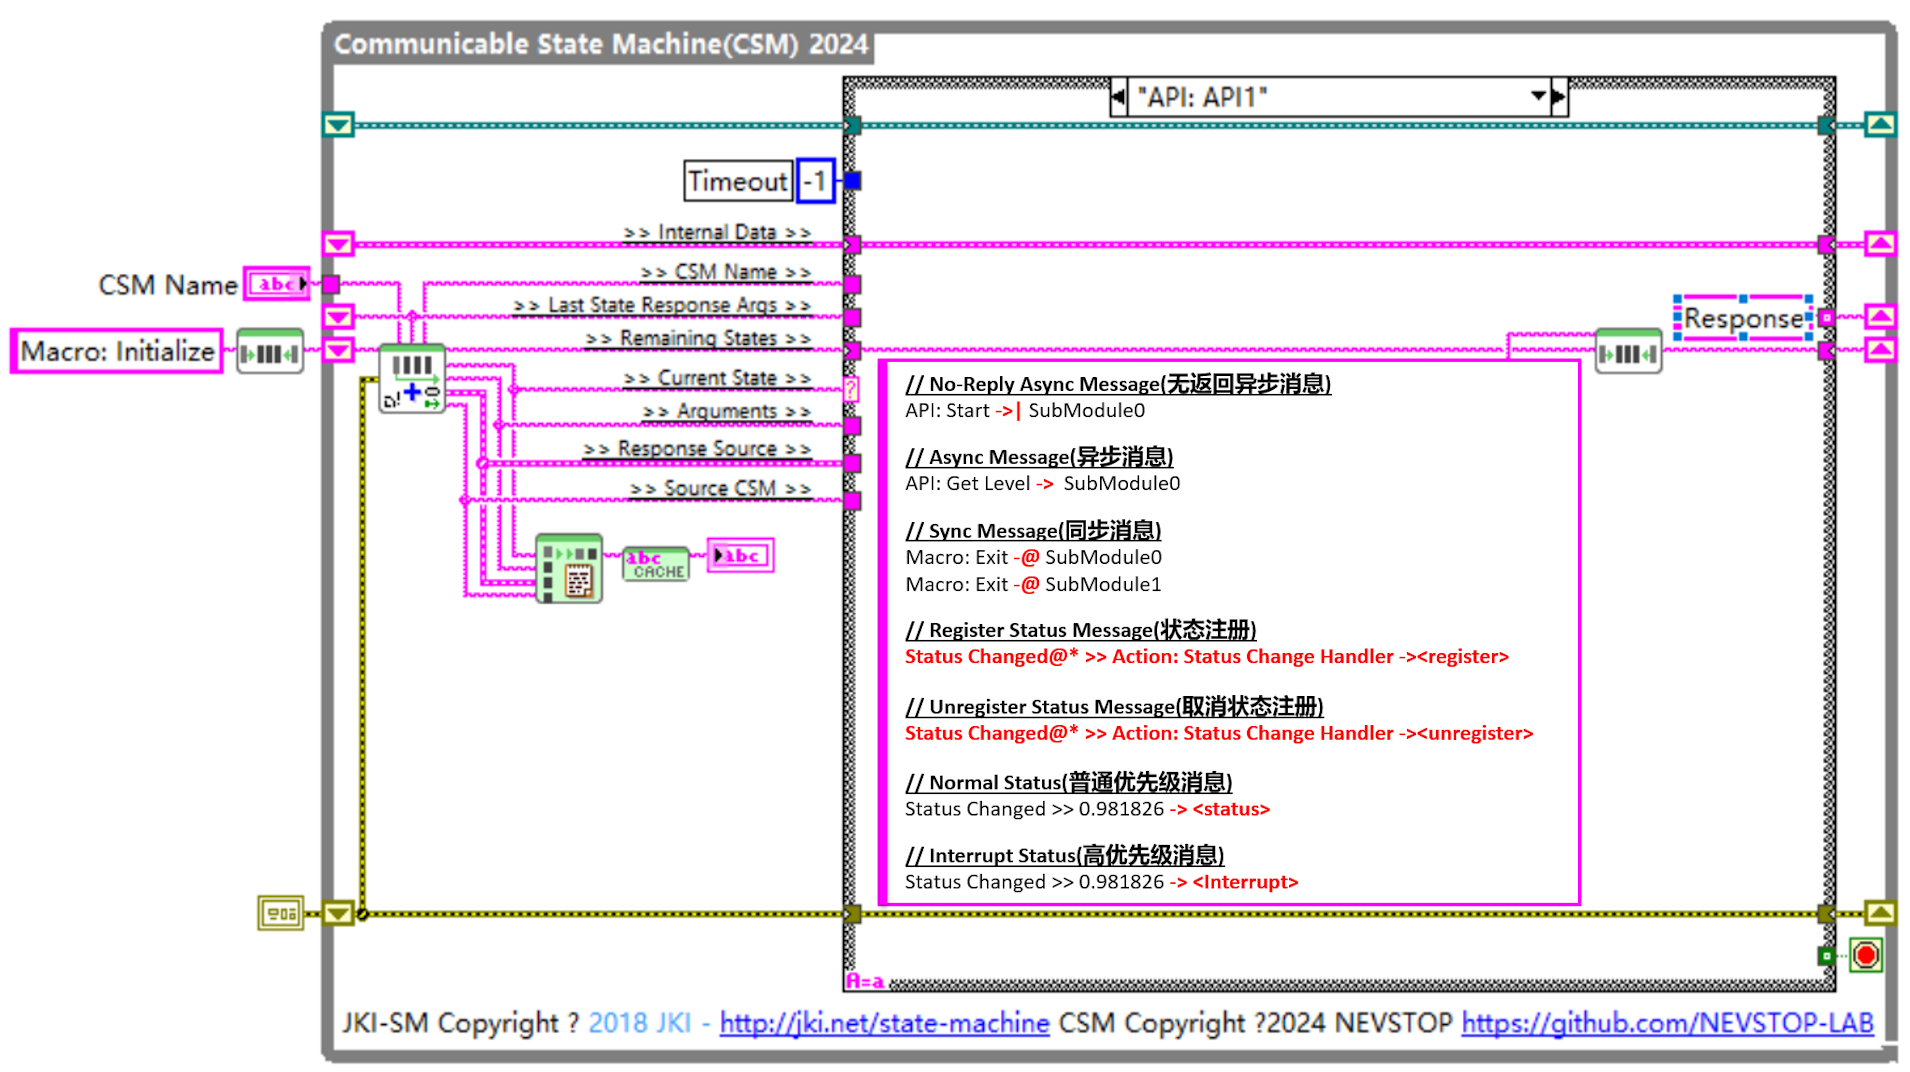 Communicable State Machine(CSM) 2024
"API: API1"
Timeout -1
>> Internal Data >>
CSM Name abc
>> CSM Name >>
>> Last State Response Args >>
Response
Macro: Initialize
>> Remaining States >>
>> Current State >>
?
>> Arguments >>
>> Response Source >>
>> Source CSM >>
abc
CACHE
abc
// No-Reply Async Message(无返回异步消息)
API: Start ->| SubModule0
// Async Message(异步消息)
API: Get Level -> SubModule0
// Sync Message(同步消息)
Macro: Exit -@ SubModule0
Macro: Exit -@ SubModule1
// Register Status Message(状态注册)
Status Changed@* >> Action: Status Change Handler -><register>
// Unregister Status Message(取消状态注册)
Status Changed@* >> Action: Status Change Handler -><unregister>
// Normal Status(普通优先级消息)
Status Changed >> 0.981826 -> <status>
// Interrupt Status(高优先级消息)
Status Changed >> 0.981826 -> <Interrupt>
A=a
JKI-SM Copyright ? 2018 JKI - http://jki.net/state-machine CSM Copyright ?2024 NEVSTOP https://github.com/NEVSTOP-LAB